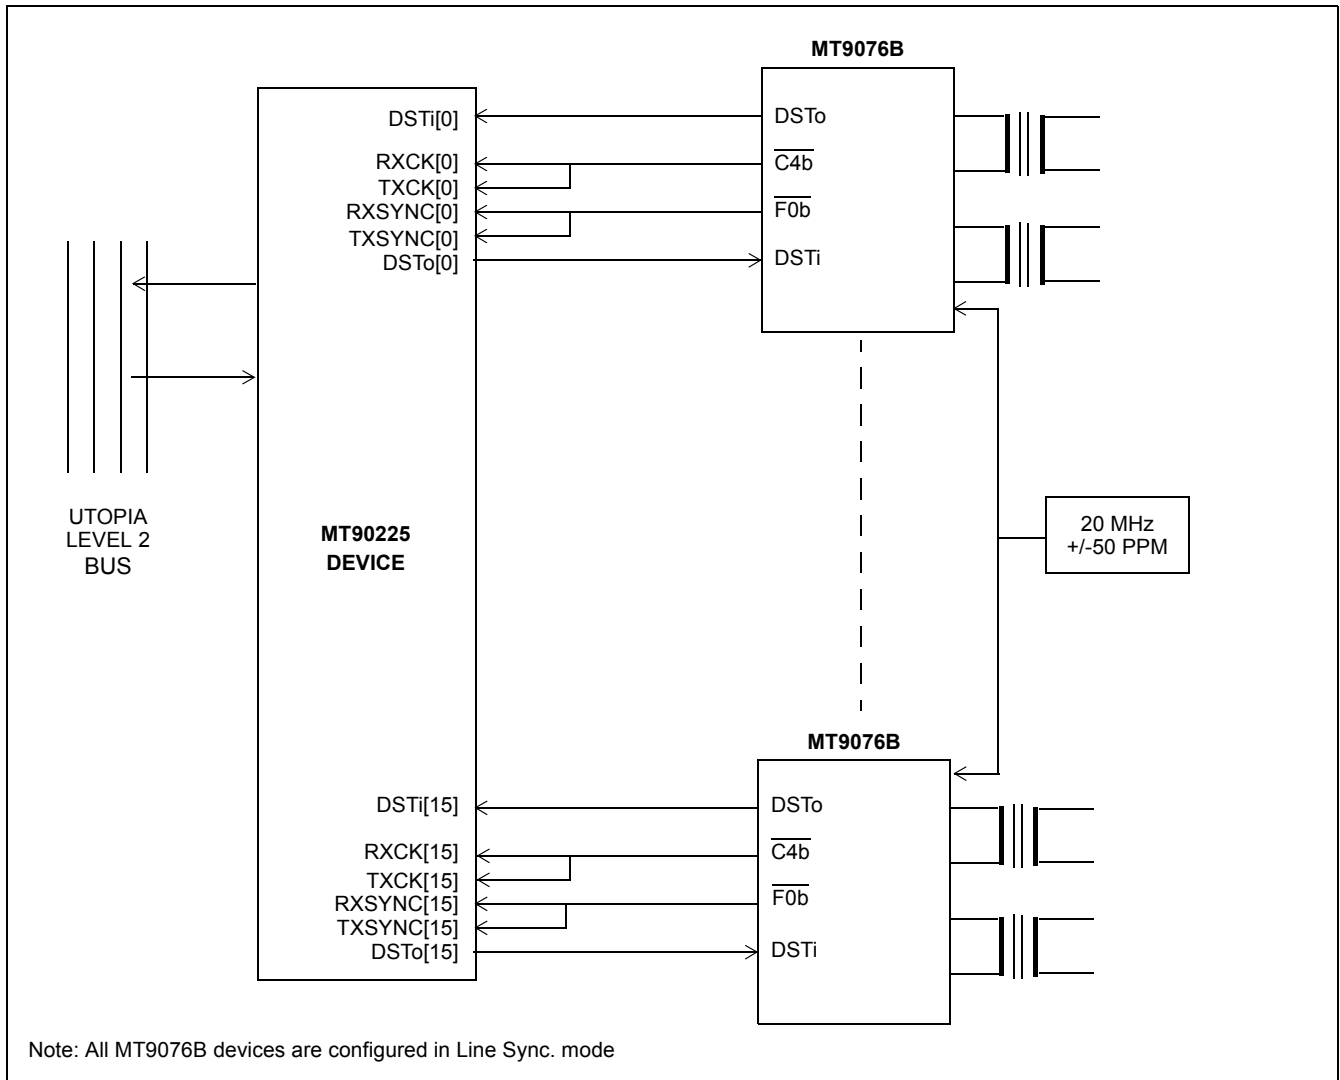 MT9076B
DSTi[0]
RXCK[0]
TXCK[0]
RXSYNC[0]
TXSYNC[0]
DSTo[0]
DSTo
C4b
F0b
DSTi
UTOPIA
LEVEL 2
BUS
MT90225
DEVICE
20 MHz
+/-50 PPM
MT9076B
DSTi[15]
RXCK[15]
TXCK[15]
RXSYNC[15]
TXSYNC[15]
DSTo[15]
DSTo
C4b
F0b
DSTi
Note: All MT9076B devices are configured in Line Sync. mode